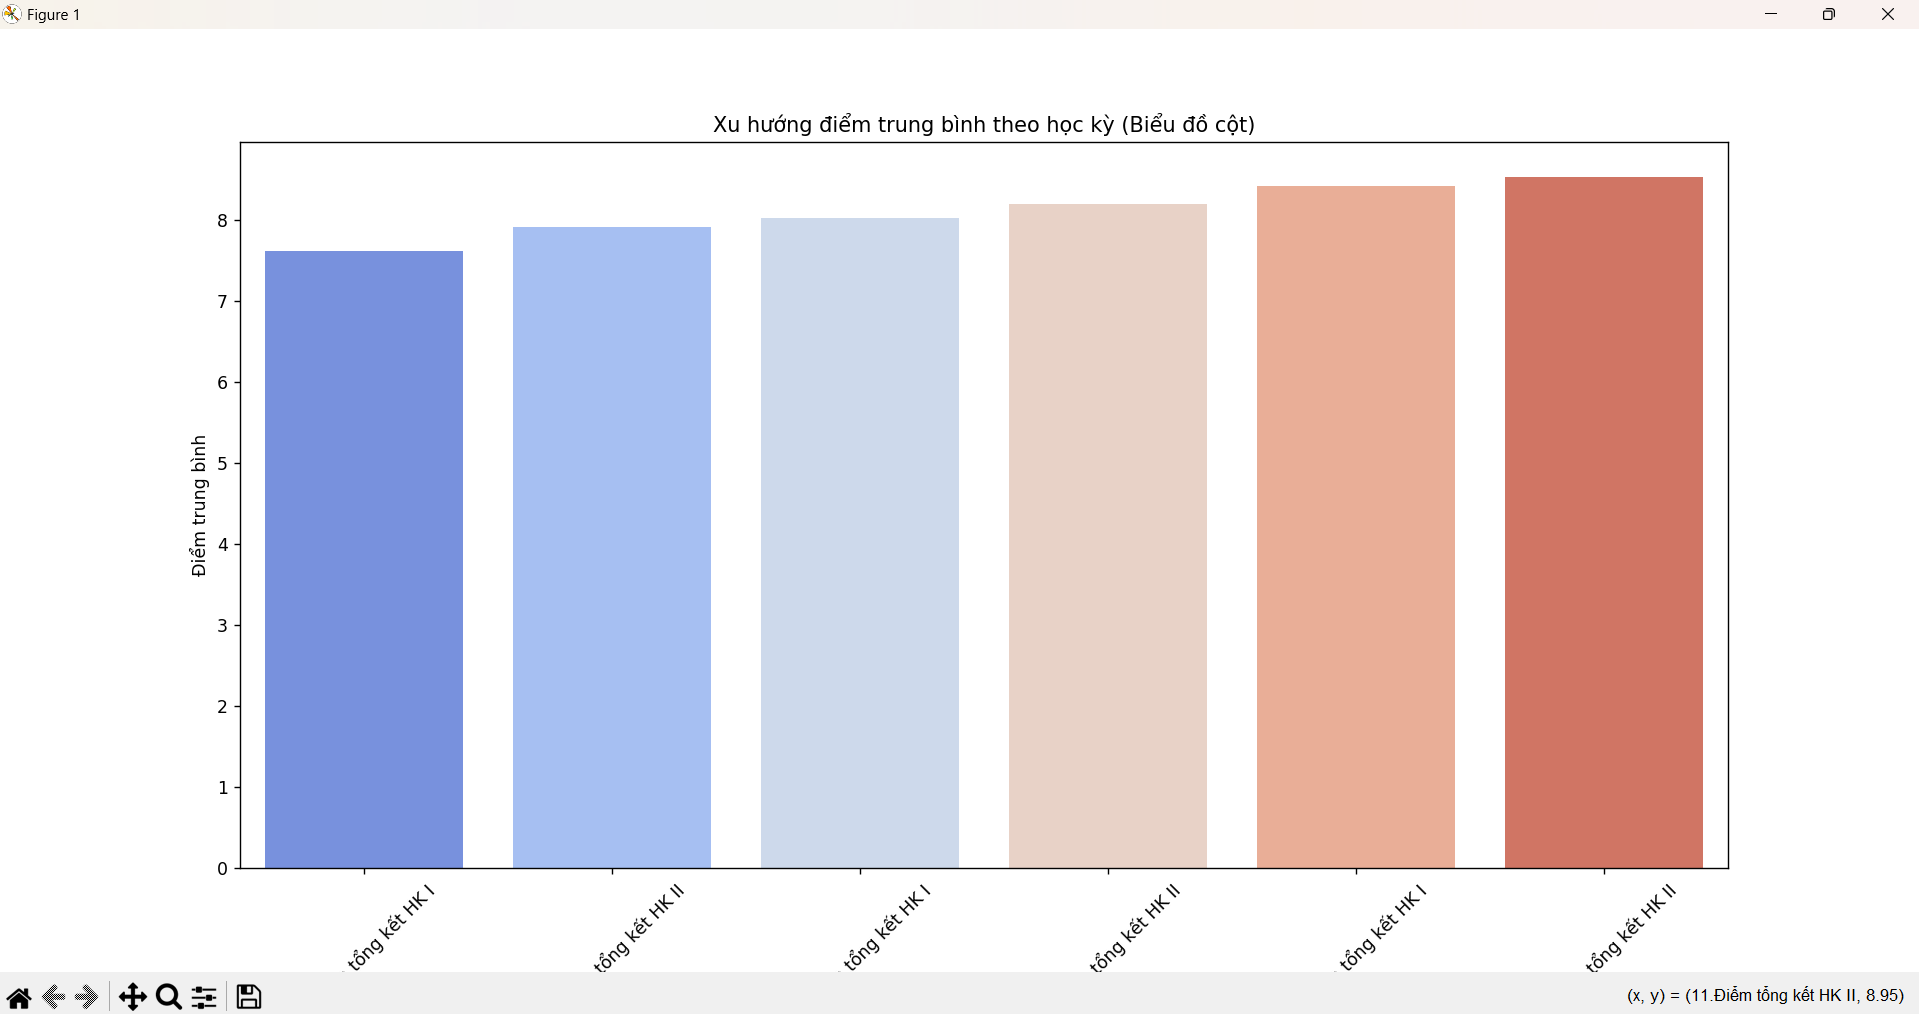 Figure 1
Xu hướng điểm trung bình theo học kỳ (Biểu đồ cột)
8
7
6
5
4
3
2
1
0
Điểm trung bình
tổng kết HK I
tổng kết HK II
tổng kết HK I
tổng kết HK II
tổng kết HK I
tổng kết HK II
(x, y) = (11.Điểm tổng kết HK II, 8.95)